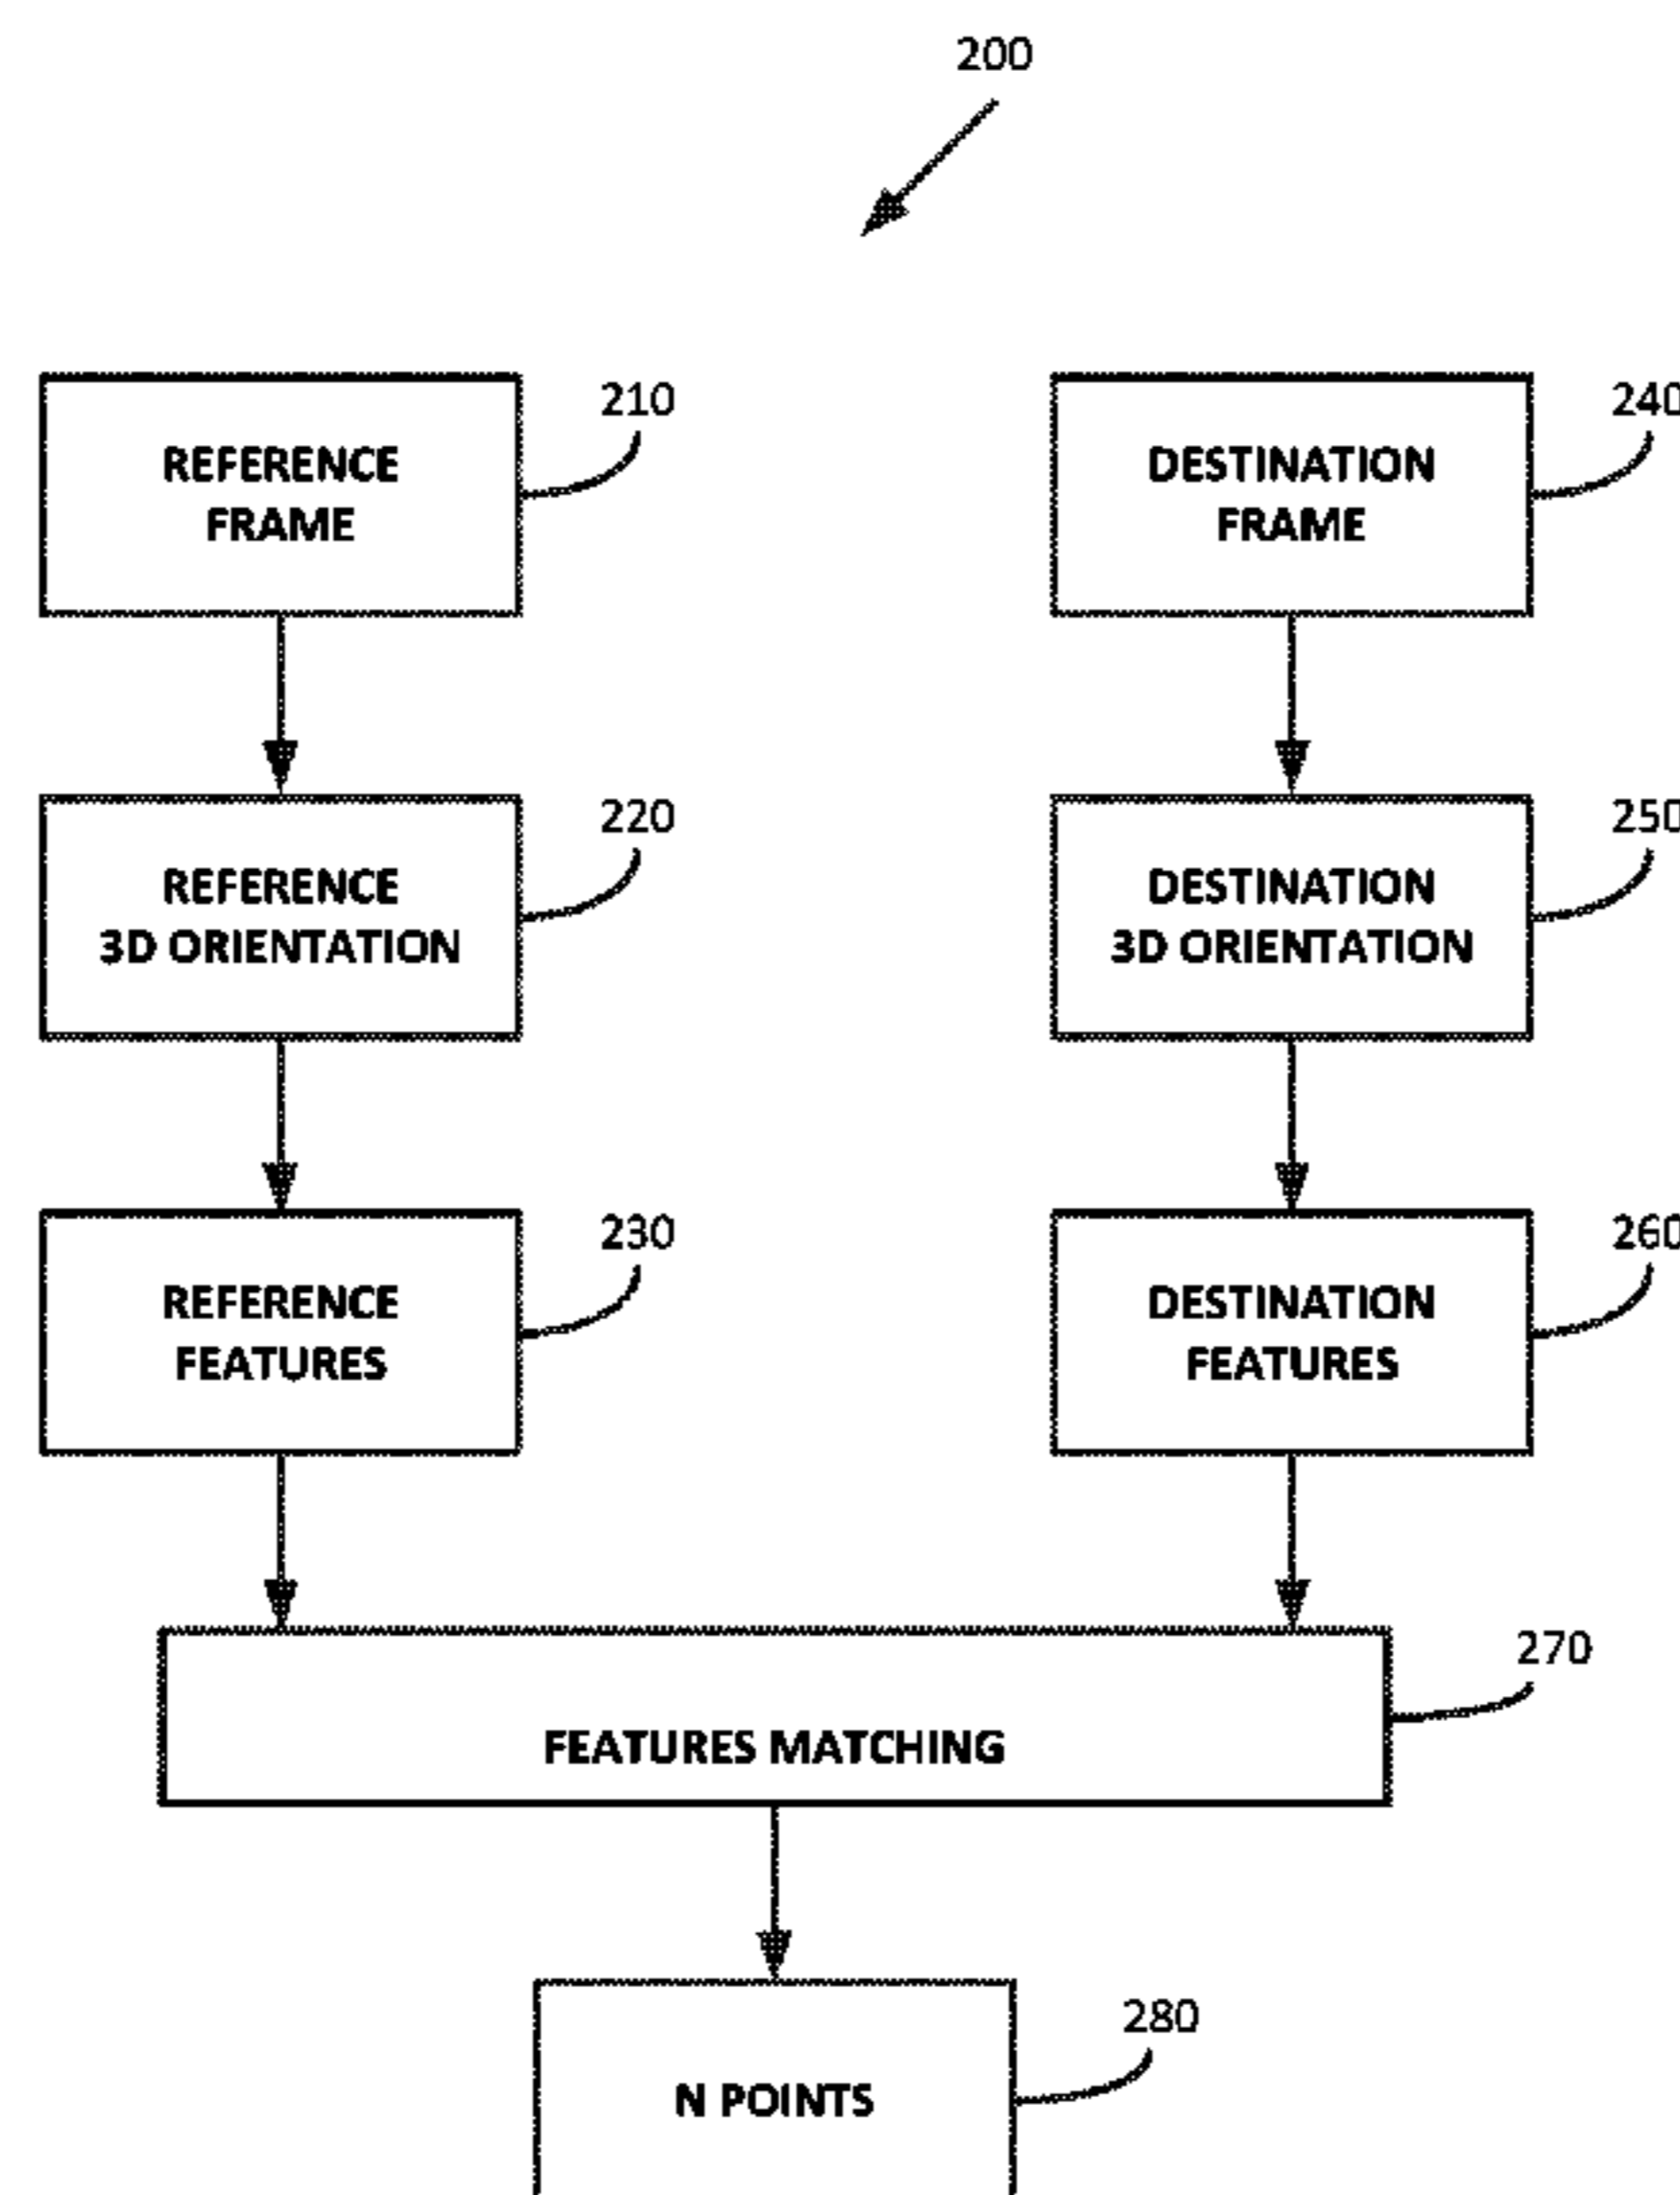 200
210
REFERENCE
FRAME
240
DESTINATION
FRAME
220
REFERENCE
3D ORIENTATION
250
DESTINATION
3D ORIENTATION
230
REFERENCE
FEATURES
260
DESTINATION
FEATURES
270
FEATURES MATCHING
280
N POINTS